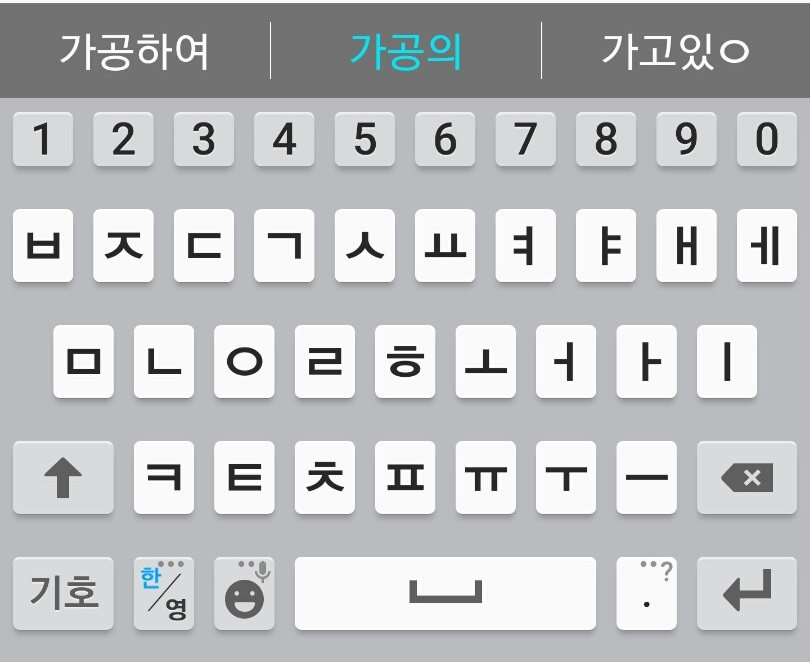 가공하여 가공의 가고있ㅇ
1 2 3 4 5 6 7 8 9 0
ㅂ ㅈ ㄷ ㄱ ㅅ ㅛ ㅕ ㅑ ㅐ ㅔ
ㅁ ㄴ ㅇ ㄹ ㅎ ㅗ ㅓ ㅏ ㅣ
ㅋ ㅌ ㅊ ㅍ ㅠ ㅜ ㅡ
기호 한/영 . ?